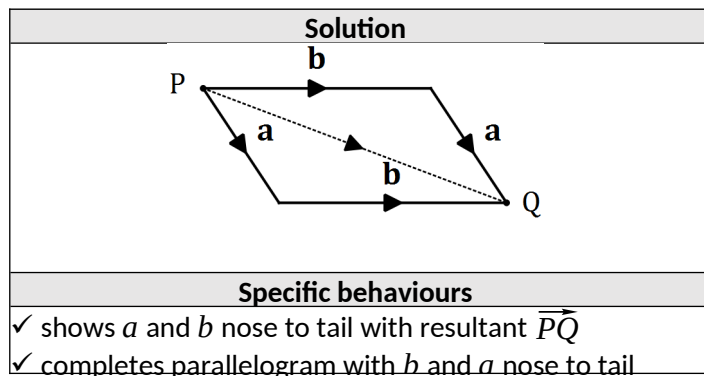 Solution
b
P
a
a
b
Q
Specific behaviours
✓ shows a and b nose to tail with resultant PQ
✓ completes parallelogram with b and a nose to tail